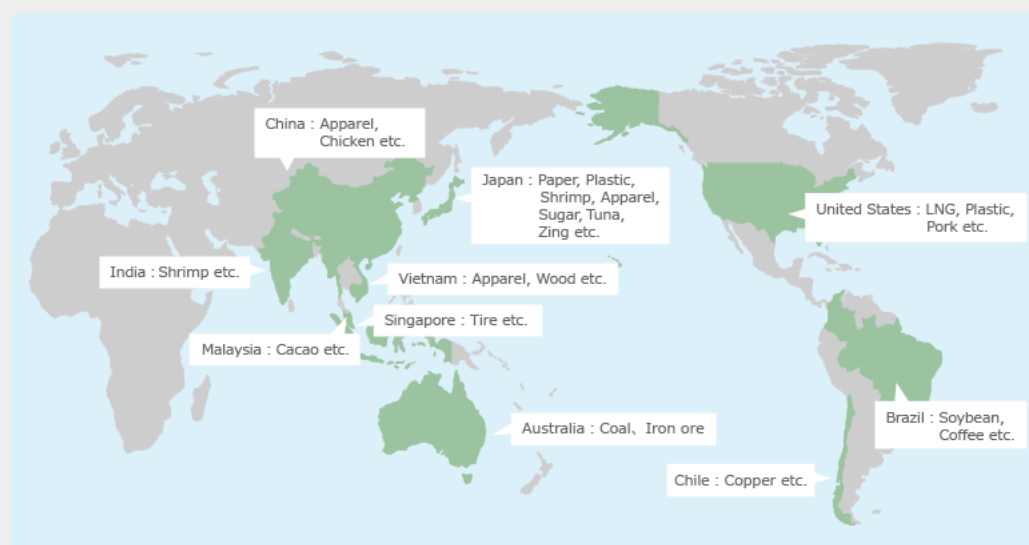 China : Apparel,
Chicken etc.
Japan : Paper, Plastic,
Shrimp, Apparel,
Sugar, Tuna,
Zing etc.
United States : LNG, Plastic,
Pork etc.
India : Shrimp etc.
Vietnam : Apparel, Wood etc.
Singapore : Tire etc.
Malaysia : Cacao etc.
Australia : Coal、Iron ore
Brazil : Soybean,
Coffee etc.
Chile : Copper etc.